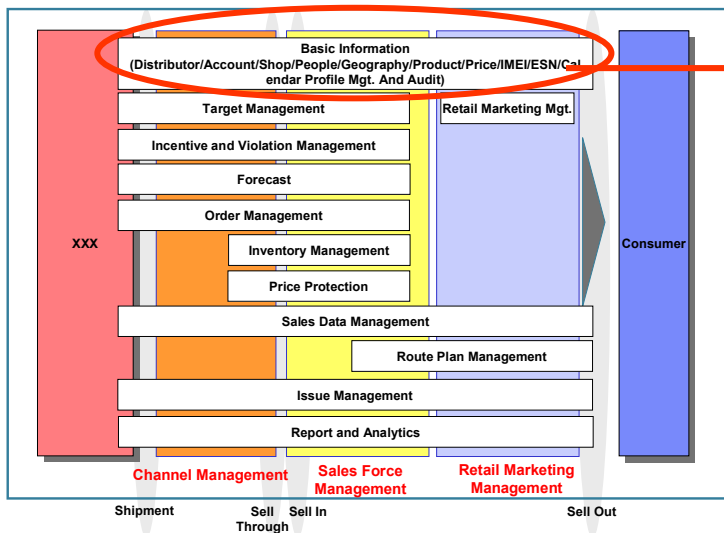 Basic Information
(Distributor/Account/Shop/People/Geography/Product/Price/IMEI/ESN/Cal
endar Profile Mgt. And Audit)
Target Management
Retail Marketing Mgt.
Incentive and Violation Management
Forecast
Order Management
XXX
Inventory Management
Consumer
Price Protection
Sales Data Management
Route Plan Management
Issue Management
Report and Analytics
Channel Management
Sales Force
Management
Retail Marketing
Management
Shipment
Sell
Through
Sell In
Sell Out